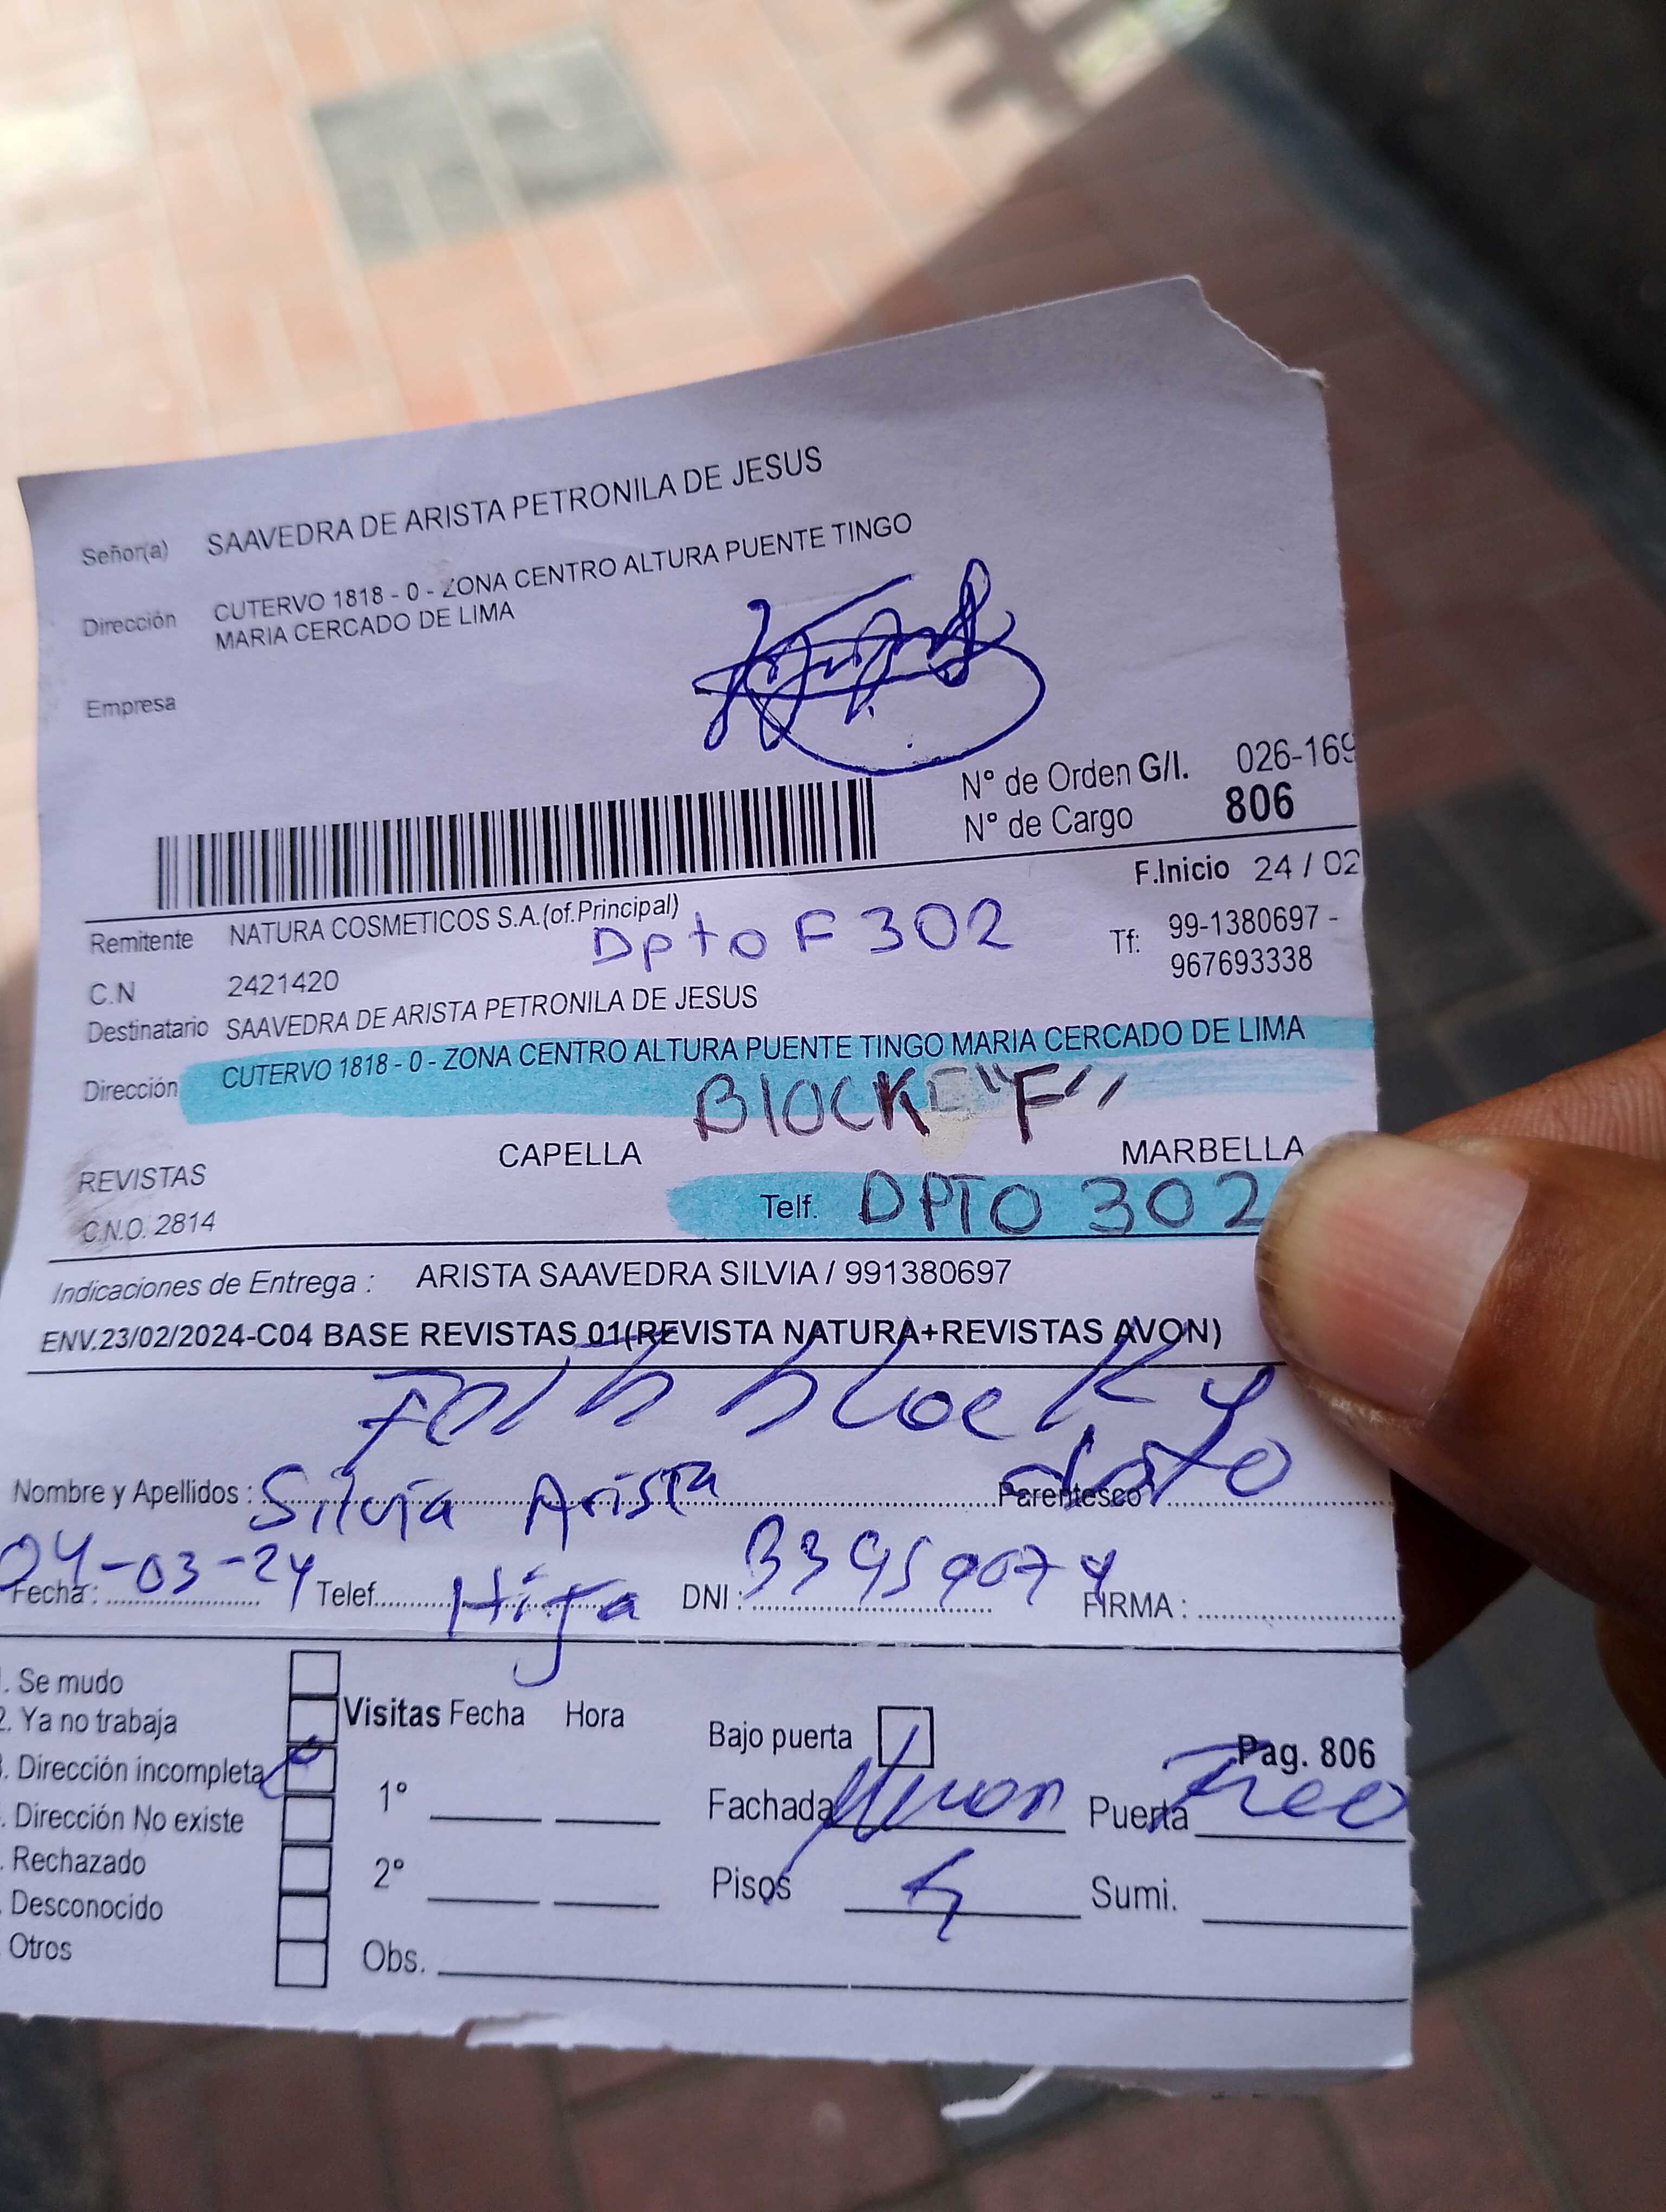 Señor(a) SAAVEDRA DE ARISTA PETRONILA DE JESUS
Dirección CUTERVO 1818 - 0 - ZONA CENTRO ALTURA PUENTE TINGO
MARIA CERCADO DE LIMA
Empresa
N° de Orden G/I. 026-169
N° de Cargo 806
F.Inicio 24 / 02
Remitente NATURA COSMETICOS S.A.(of.Principal)
Dpto F 302
Tf: 99-1380697 -
967693338
C.N 2421420
Destinatario SAAVEDRA DE ARISTA PETRONILA DE JESUS
Dirección CUTERVO 1818 - 0 - ZONA CENTRO ALTURA PUENTE TINGO MARIA CERCADO DE LIMA
BlOCK "F"
REVISTAS CAPELLA MARBELLA
C.N.O. 2814 Telf. DPTO 302
Indicaciones de Entrega : ARISTA SAAVEDRA SILVIA / 991380697
ENV.23/02/2024-C04 BASE REVISTAS 01(REVISTA NATURA+REVISTAS AVON)
block y
dpto
Nombre y Apellidos : Silvia Arista Parentesco
Fecha : 04-03-24 Telef. Hija DNI : 33959074 FIRMA :
. Se mudo
2. Ya no trabaja Visitas Fecha Hora Bajo puerta Pag. 806
. Dirección incompleta 1° Fachada Puerta
. Dirección No existe
. Rechazado 2° Pisos 4 Sumi.
. Desconocido
Otros Obs.